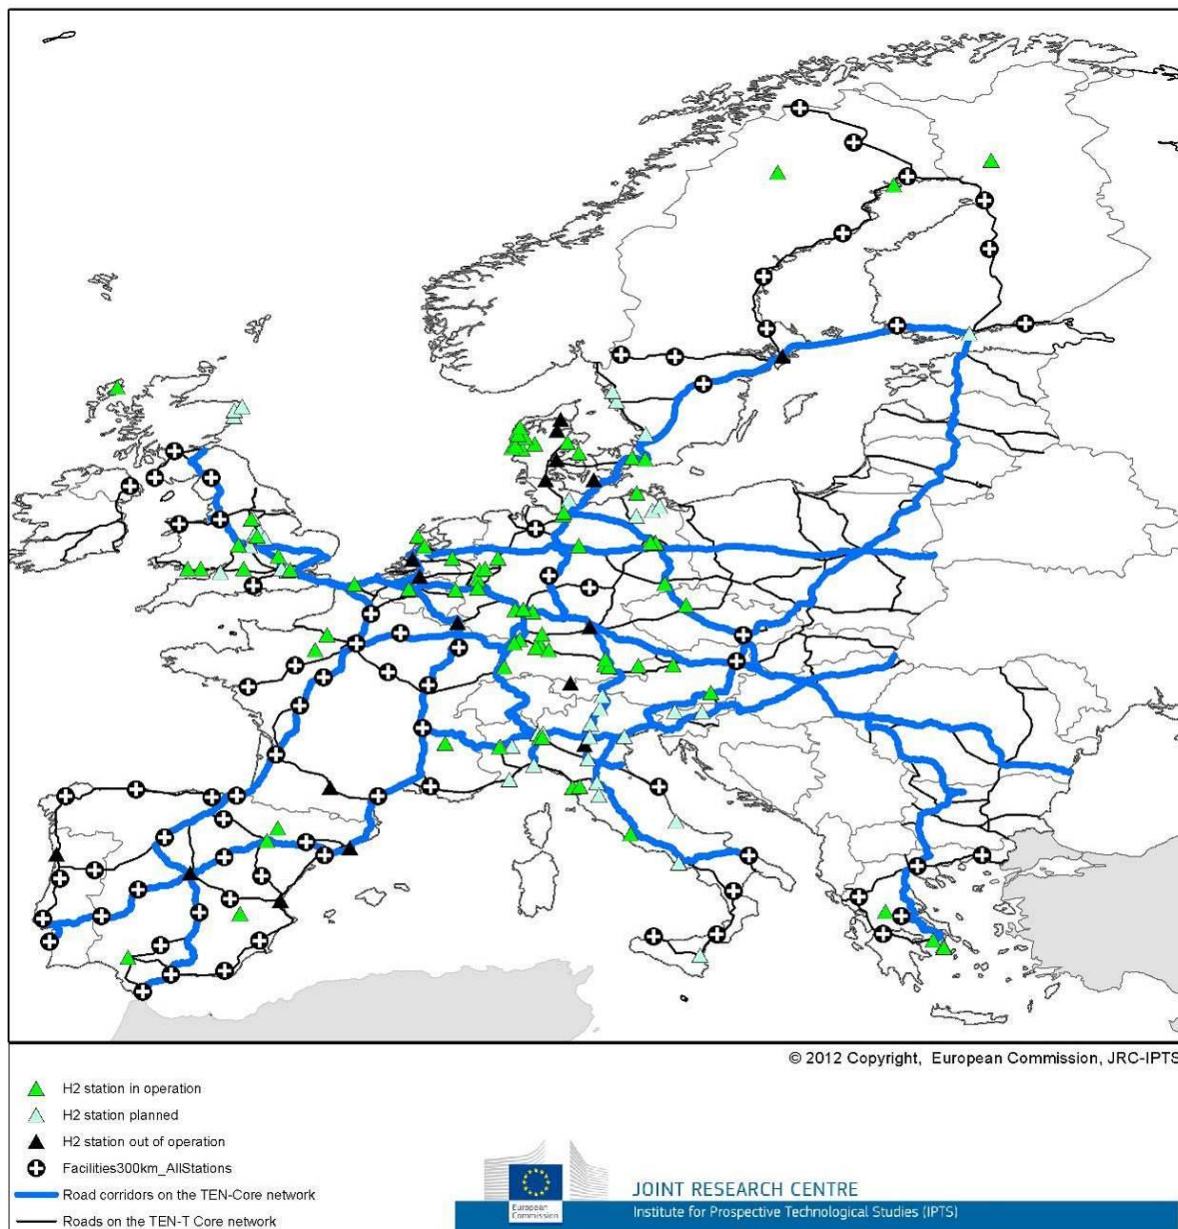 © 2012 Copyright, European Commission, JRC-IPTS
H2 station in operation
H2 station planned
H2 station out of operation
Facilities300km_AllStations
Road corridors on the TEN-Core network
Roads on the TEN-T Core network
European
Commission
JOINT RESEARCH CENTRE
Institute for Prospective Technological Studies (IPTS)